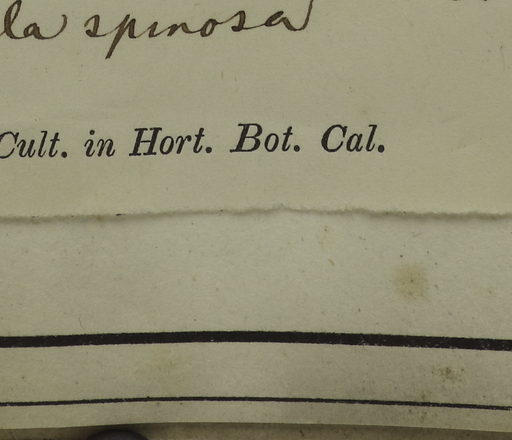 la spinosa
Cult. in Hort. Bot. Cal.